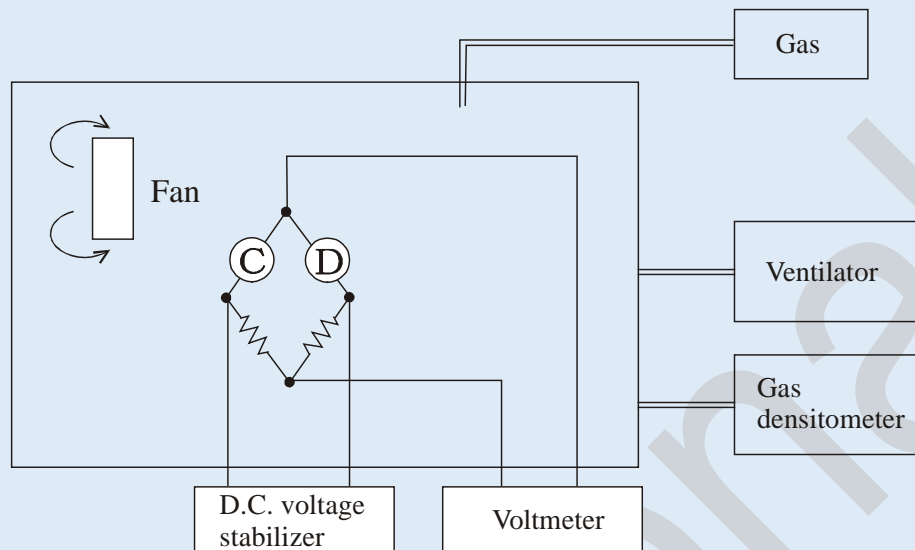 Gas
Fan
C D
Ventilator
Gas
densitometer
D.C. voltage
stabilizer
Voltmeter